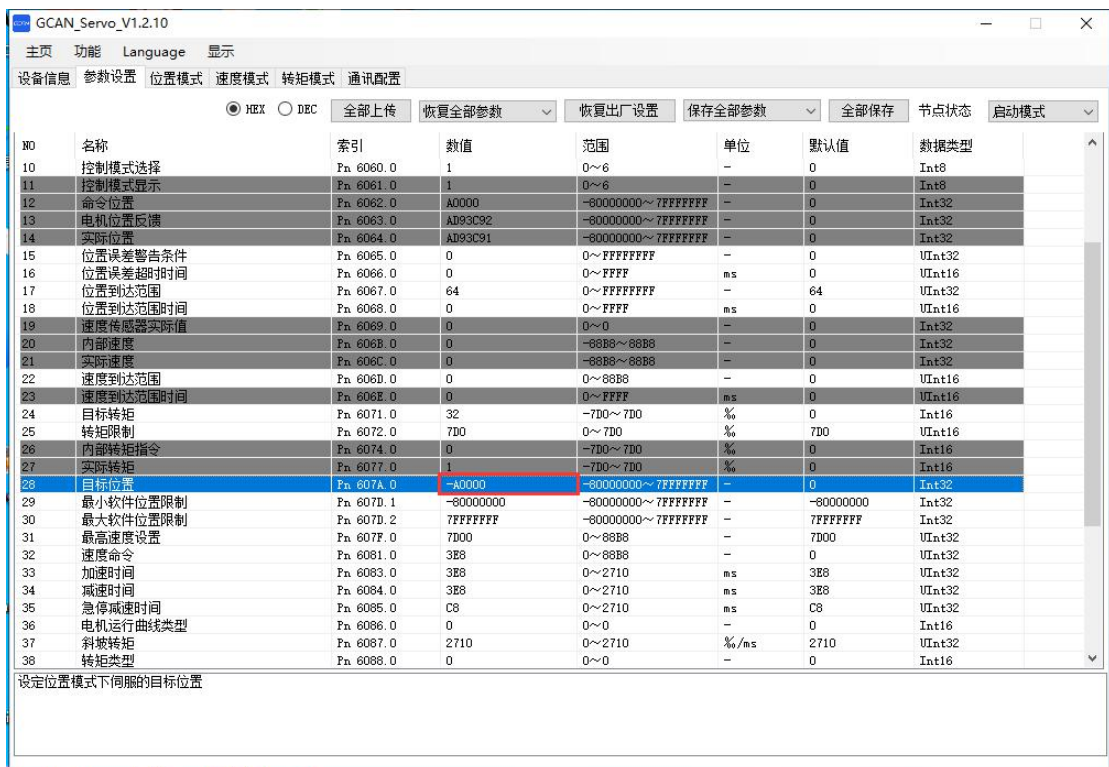 GCAN_Servo_V1.2.10
主页 功能 Language 显示
设备信息 参数设置 位置模式 速度模式 转矩模式 通讯配置
HEX DEC 全部上传 恢复全部参数 恢复出厂设置 保存全部参数 全部保存 节点状态 启动模式
NO 名称 索引 数值 范围 单位 默认值 数据类型
10 控制模式选择 Pn 6060.0 1 0~6 - 0 Int8
11 控制模式显示 Pn 6061.0 1 0~6 - 0 Int8
12 命令位置 Pn 6062.0 A0000 -80000000~7FFFFFFF - 0 Int32
13 电机位置反馈 Pn 6063.0 AD93C92 -80000000~7FFFFFFF - 0 Int32
14 实际位置 Pn 6064.0 AD93C91 -80000000~7FFFFFFF - 0 Int32
15 位置误差警告条件 Pn 6065.0 0 0~FFFFFFFF - 0 UInt32
16 位置误差超时时间 Pn 6066.0 0 0~FFFF ms 0 UInt16
17 位置到达范围 Pn 6067.0 64 0~FFFFFFFF - 64 UInt32
18 位置到达范围时间 Pn 6068.0 0 0~FFFF ms 0 UInt16
19 速度传感器实际值 Pn 6069.0 0 0~0 - 0 Int32
20 内部速度 Pn 606B.0 0 -88B8~88B8 - 0 Int32
21 实际速度 Pn 606C.0 0 -88B8~88B8 - 0 Int32
22 速度到达范围 Pn 606D.0 0 0~88B8 - 0 UInt16
23 速度到达范围时间 Pn 606E.0 0 0~FFFF ms 0 UInt16
24 目标转矩 Pn 6071.0 32 -7D0~7D0 ‰ 0 Int16
25 转矩限制 Pn 6072.0 7D0 0~7D0 ‰ 7D0 UInt16
26 内部转矩指令 Pn 6074.0 0 -7D0~7D0 ‰ 0 Int16
27 实际转矩 Pn 6077.0 1 -7D0~7D0 ‰ 0 Int16
28 目标位置 Pn 607A.0 -A0000 -80000000~7FFFFFFF - 0 Int32
29 最小软件位置限制 Pn 607D.1 -80000000 -80000000~7FFFFFFF - -80000000 Int32
30 最大软件位置限制 Pn 607D.2 7FFFFFFF -80000000~7FFFFFFF - 7FFFFFFF Int32
31 最高速度设置 Pn 607F.0 7D00 0~88B8 - 7D00 UInt32
32 速度命令 Pn 6081.0 3E8 0~88B8 - 0 UInt32
33 加速时间 Pn 6083.0 3E8 0~2710 ms 3E8 UInt32
34 减速时间 Pn 6084.0 3E8 0~2710 ms 3E8 UInt32
35 急停减速时间 Pn 6085.0 C8 0~2710 ms C8 UInt32
36 电机运行曲线类型 Pn 6086.0 0 0~0 - 0 Int16
37 斜坡转矩 Pn 6087.0 2710 0~2710 ‰/ms 2710 UInt32
38 转矩类型 Pn 6088.0 0 0~0 - 0 Int16
设定位置模式下伺服的目标位置